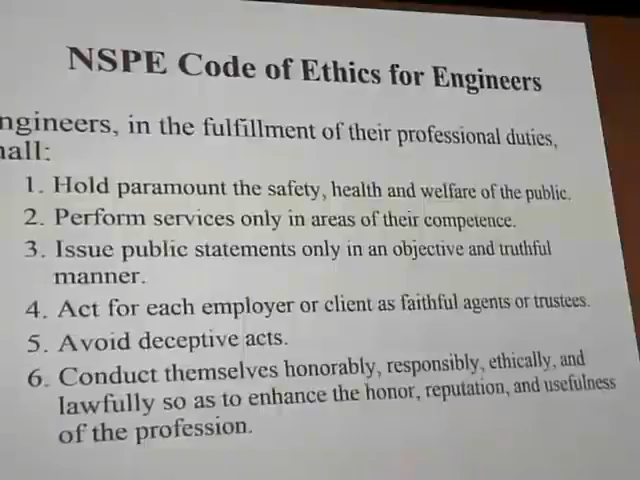 NSPE Code of Ethics for Engineers
ngineers, in the fulfillment of their professional duties,
hall:
1. Hold paramount the safety, health and welfare of the public.
2. Perform services only in areas of their competence.
3. Issue public statements only in an objective and truthful
manner.
4. Act for each employer or client as faithful agents or trustees.
5. Avoid deceptive acts.
6. Conduct themselves honorably, responsibly, ethically, and
lawfully so as to enhance the honor, reputation, and usefulness
of the profession.